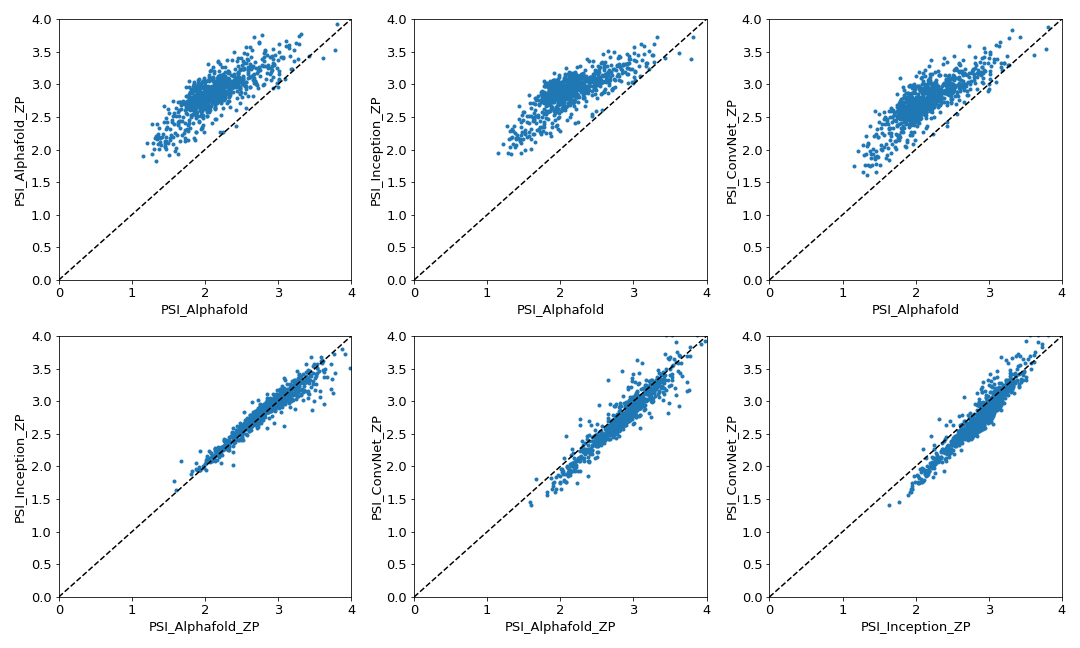 4.0 4.0 4.0
3.5 3.5 3.5
3.0 3.0 3.0
2.5 2.5 2.5
2.0 2.0 2.0
1.5 1.5 1.5
1.0 1.0 1.0
0.5 0.5 0.5
0.0 0.0 0.0
PSI_Alphafold_ZP PSI_Inception_ZP PSI_ConvNet_ZP
0 1 2 3 4 0 1 2 3 4 0 1 2 3 4
PSI_Alphafold PSI_Alphafold PSI_Alphafold
4.0 4.0 4.0
3.5 3.5 3.5
3.0 3.0 3.0
2.5 2.5 2.5
2.0 2.0 2.0
1.5 1.5 1.5
1.0 1.0 1.0
0.5 0.5 0.5
0.0 0.0 0.0
PSI_Inception_ZP PSI_ConvNet_ZP PSI_ConvNet_ZP
0 1 2 3 4 0 1 2 3 4 0 1 2 3 4
PSI_Alphafold_ZP PSI_Alphafold_ZP PSI_Inception_ZP